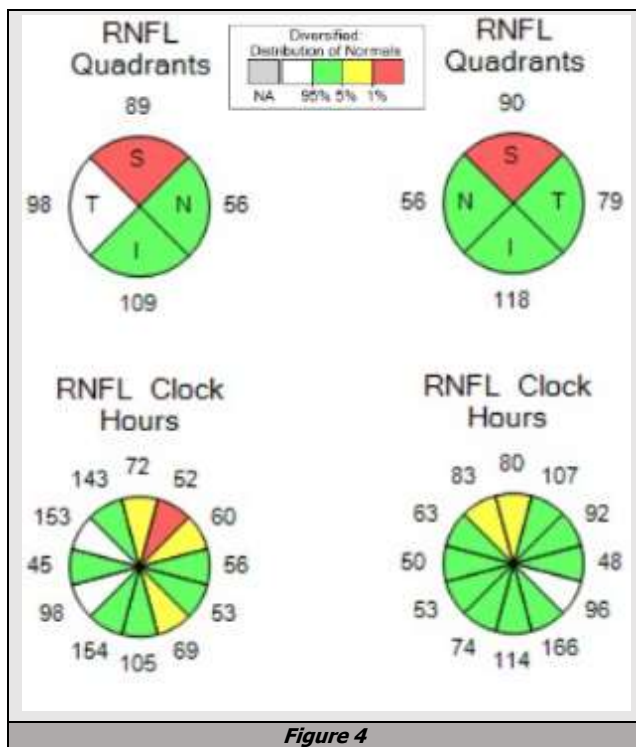 RNFL
Quadrants
89
S
T
N
I
98
56
109
Diversified:
Distribution of Normals
NA 95% 5% 1%
RNFL
Quadrants
90
S
N
T
I
56
79
118
RNFL Clock
Hours
72
52
60
56
53
69
105
154
98
45
153
143
RNFL Clock
Hours
80
107
92
48
96
166
114
74
53
50
63
83
Figure 4